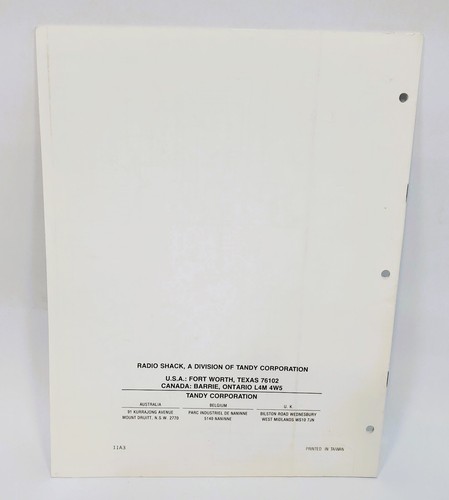 RADIO SHACK, A DIVISION OF TANDY CORPORATION
U.S.A.: FORT WORTH, TEXAS 76102
CANADA: BARRIE, ONTARIO L4M 4W5
TANDY CORPORATION
AUSTRALIA
91 KURRAJONG AVENUE
MOUNT DRUITT, N.S.W. 2770
BELGIUM
PARC INDUSTRIEL DE NANINNE
5140 NANINNE
U. K.
BILSTON ROAD WEDNESBURY
WEST MIDLANDS WS10 7JN
11A3
PRINTED IN TAIWAN